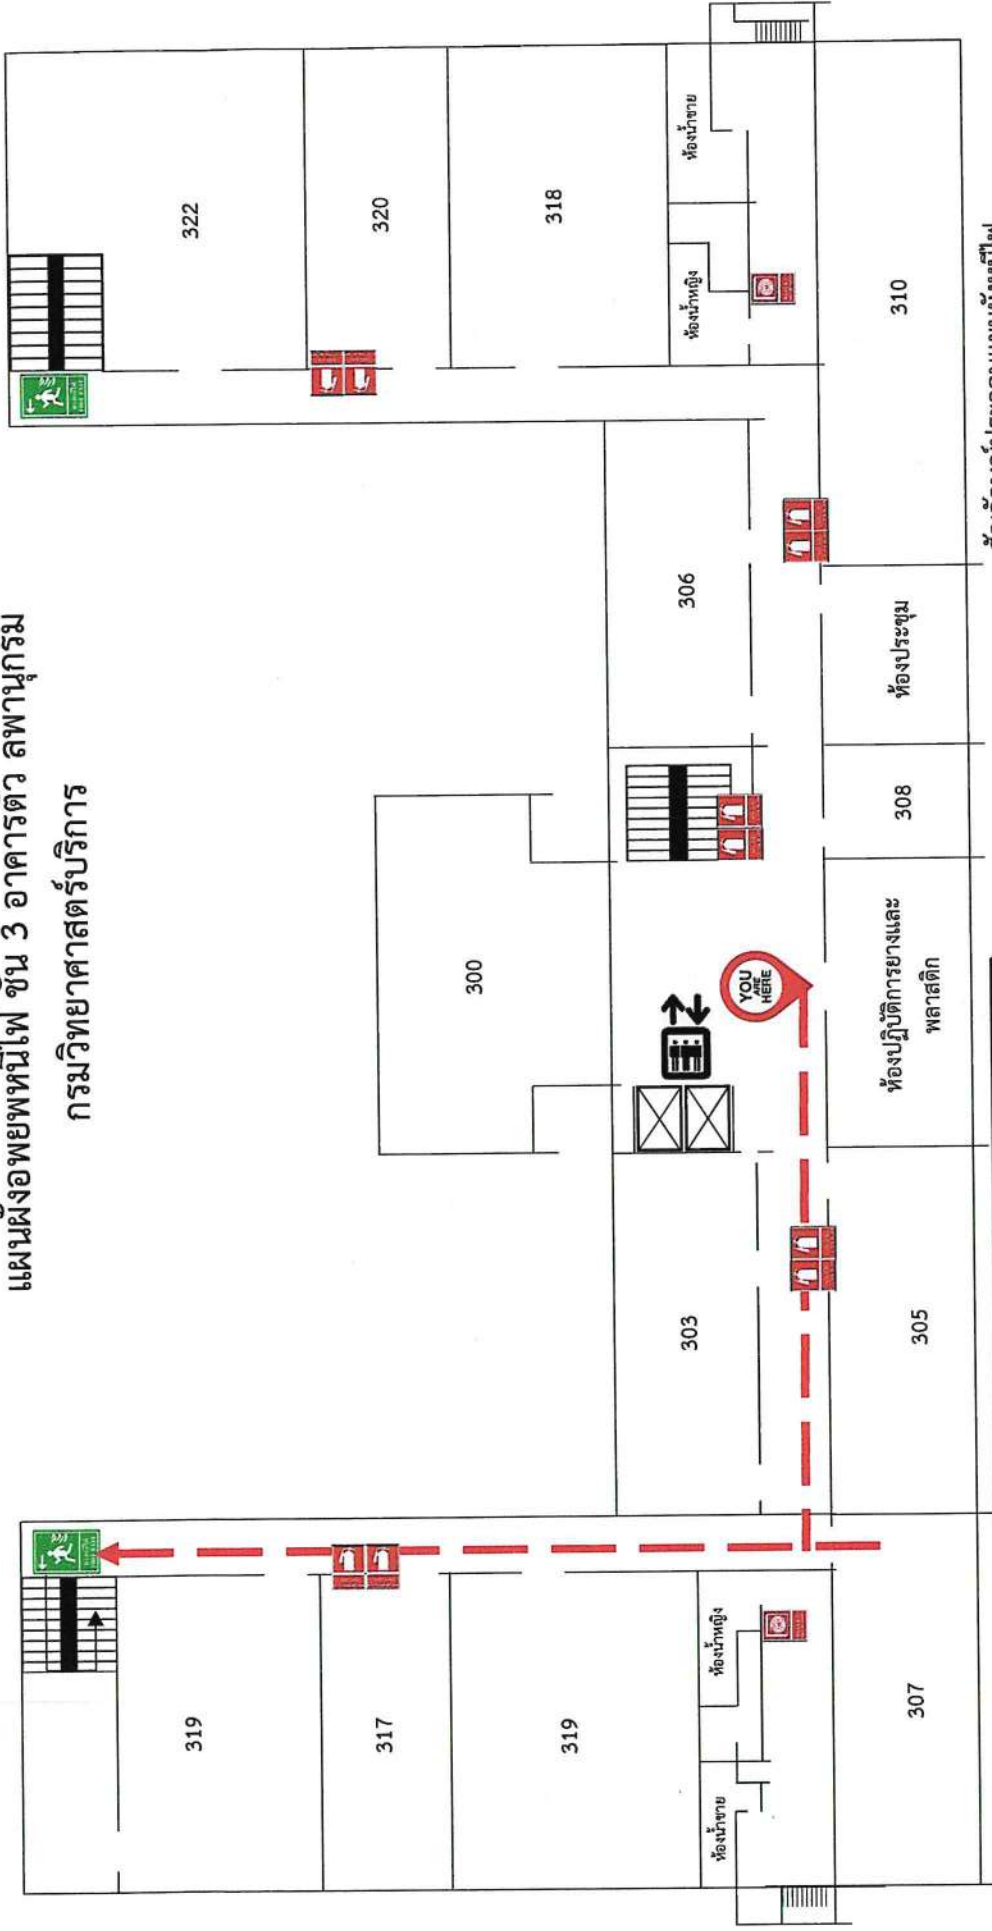 แผนผังอพยพหนีไฟ ชั้น 3 อาคารตัว ลพานุกรม
กรมวิทยาศาสตร์บริการ
322
320
318
ห้องน้ำหญิง
ห้องน้ำชาย
300
306
310
303
YOU
ARE
HERE
305
ห้องปฏิบัติการยางและ
พลาสติก
308
ห้องประชุม
319
317
319
ห้องน้ำชาย
ห้องน้ำหญิง
307